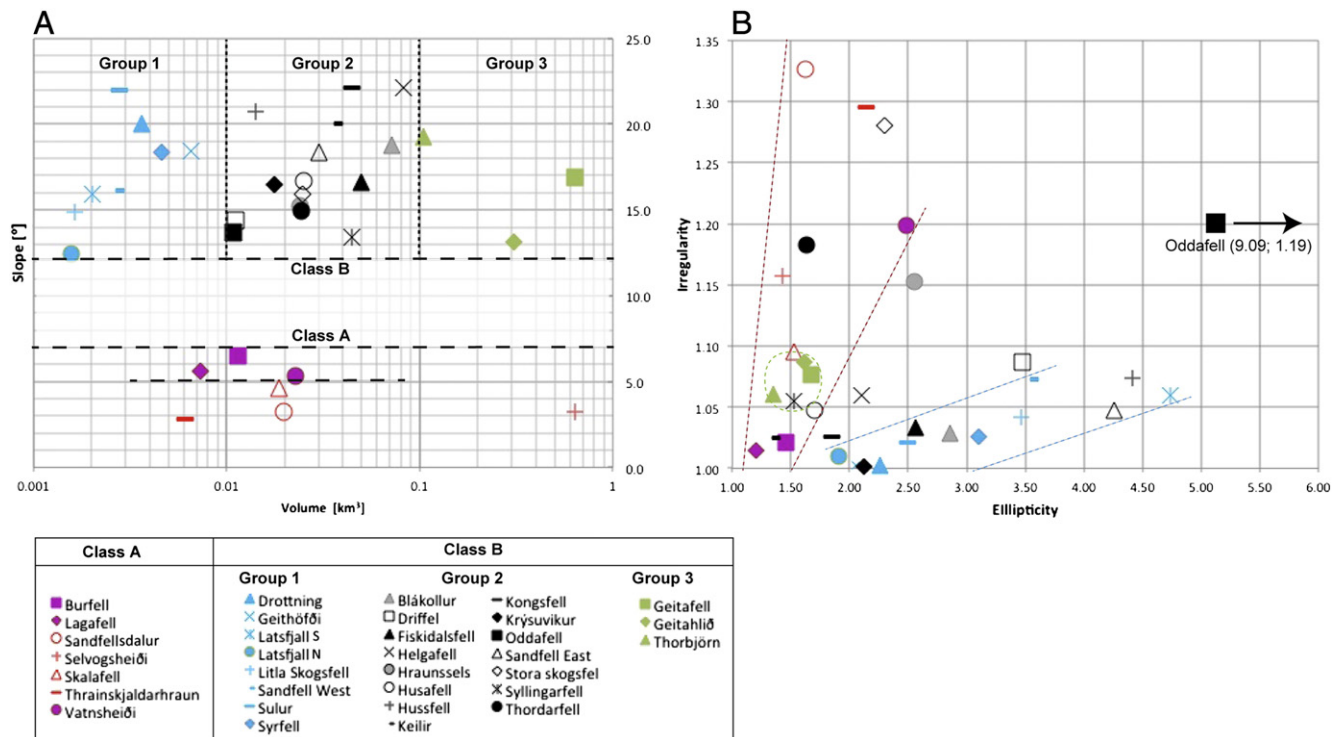 A
Group 1 Group 2 Group 3
25.0
20.0
15.0
10.0
5.0
0.0
Slope [°]
Class B
Class A
0.001 0.01 0.1 1
Volume [km³]
B
1.35
1.30
1.25
1.20
1.15
1.10
1.05
1.00
Irregularity
Oddafell (9.09; 1.19)
1.00 1.50 2.00 2.50 3.00 3.50 4.00 4.50 5.00 5.50 6.00
Ellipticity
Class A Class B
Group 1 Group 2 Group 3
Burfell
Lagafell
Sandfellsdalur
Selvogsheiði
Skalafell
Thrainskjaldarhraun
Vatnsheiði
Drottning
Geithöfði
Latsfjall S
Latsfjall N
Litla Skogsfell
Sandfell West
Sulur
Syrfell
Blákollur
Driffel
Fiskidalsfell
Helgafell
Hraunssels
Husafell
Hussfell
Keilir
Kongsfell
Krýsuvikur
Oddafell
Sandfell East
Stora skogsfel
Syllingarfell
Thordarfell
Geitafell
Geitahlið
Thorbjörn